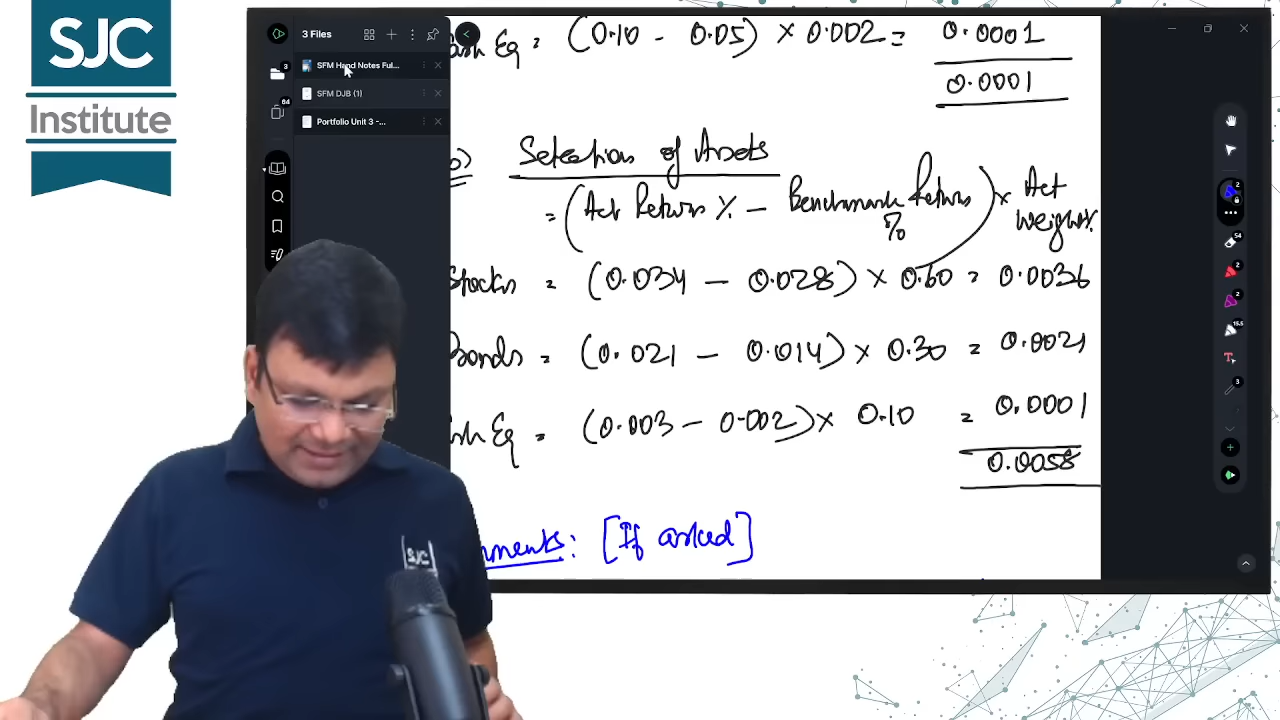 SJC
Institute
3 Files
SFM Hand Notes Ful...
SFM DJB (1)
Portfolio Unit 3 -...
Eq = (0.10 - 0.05) × 0.002 = 0.0001
0.0001
Selection of Assets
= (Act Return % - Benchmark Return %) × Act weight %
Stocks = (0.034 - 0.028) × 0.60 = 0.0036
Bonds = (0.021 - 0.014) × 0.30 = 0.0021
Eq = (0.003 - 0.002) × 0.10 = 0.0001
0.0058
mments: [If asked]
SJC